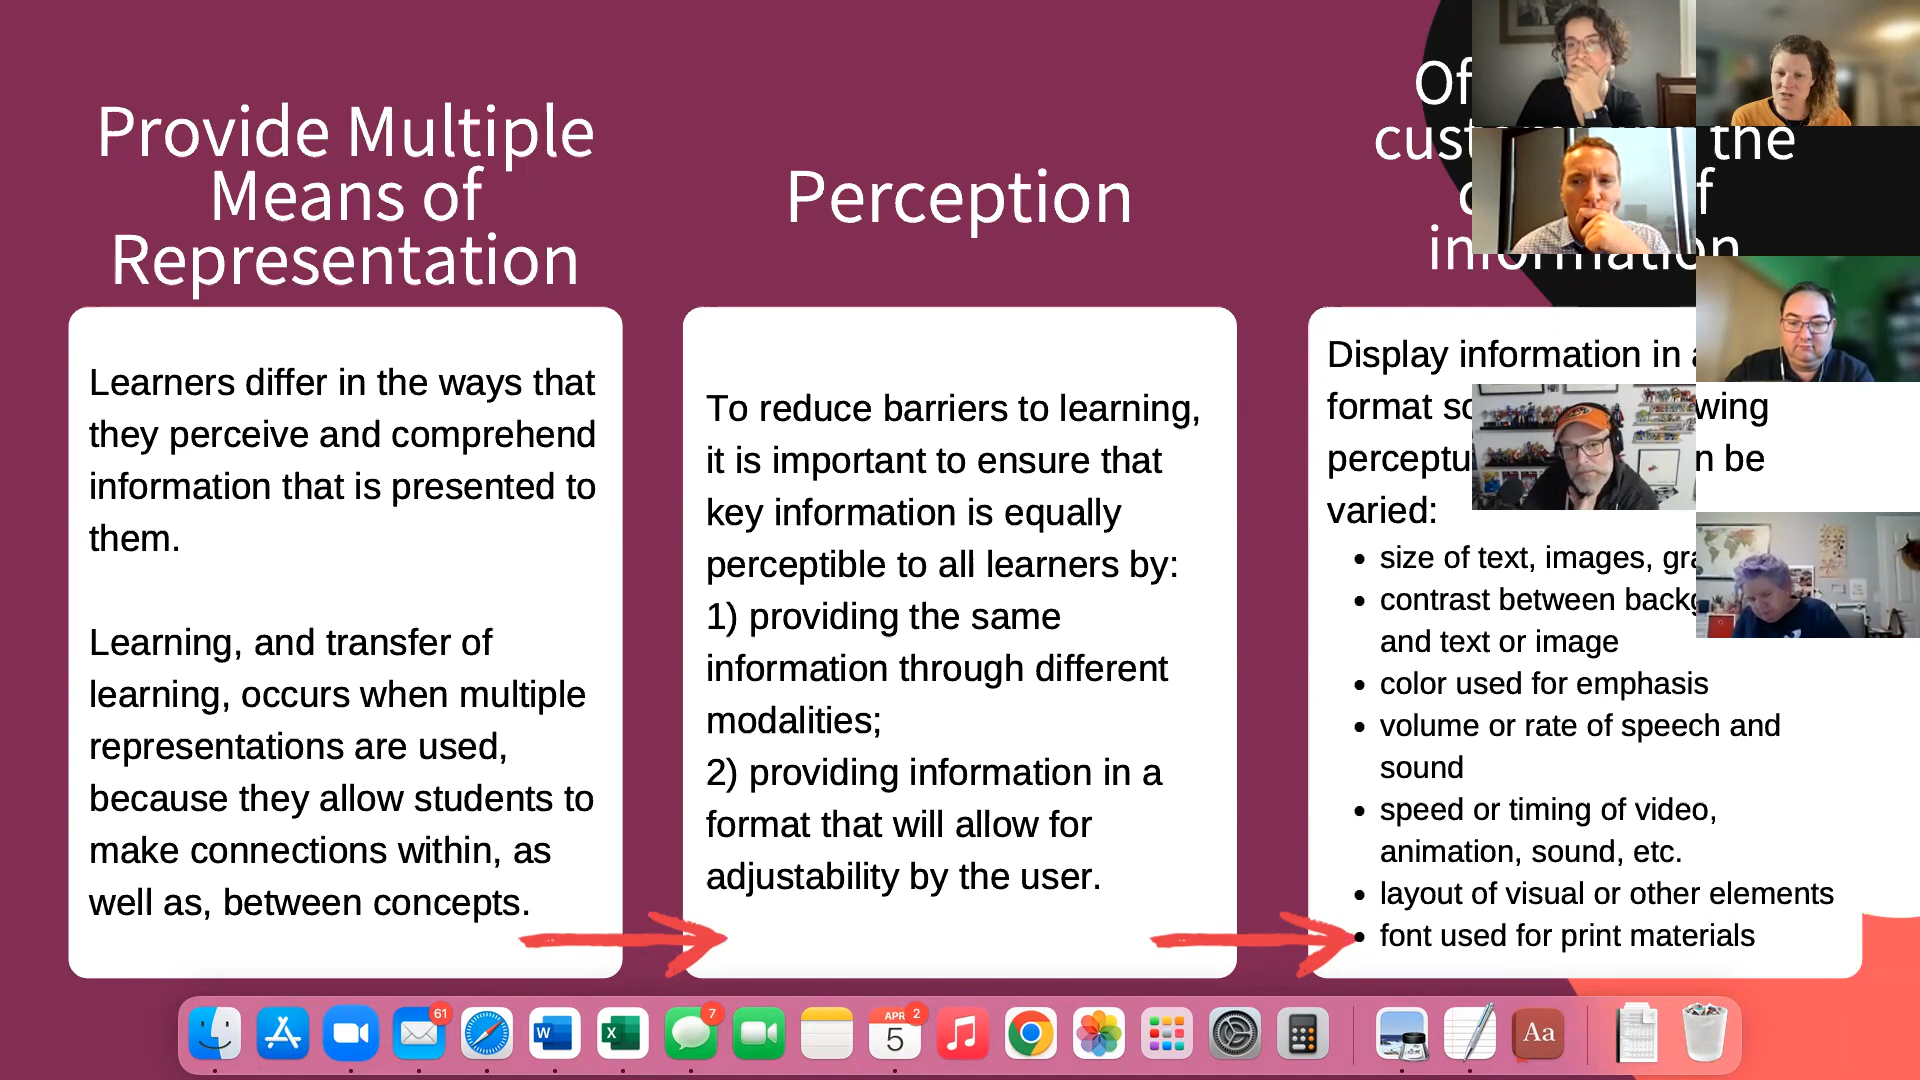 Provide Multiple
Means of
Representation
Learners differ in the ways that
they perceive and comprehend
information that is presented to
them.
Learning, and transfer of
learning, occurs when multiple
representations are used,
because they allow students to
make connections within, as
well as, between concepts.
Perception
To reduce barriers to learning,
it is important to ensure that
key information is equally
perceptible to all learners by:
1) providing the same
information through different
modalities;
2) providing information in a
format that will allow for
adjustability by the user.
the
Display information in
format
be
varied:
• size of text, images,
• contrast between
and text or image
• color used for emphasis
• volume or rate of speech and
sound
• speed or timing of video,
animation, sound, etc.
• layout of visual or other elements
• font used for print materials
61
W
X
7
APR
2
5
Aa